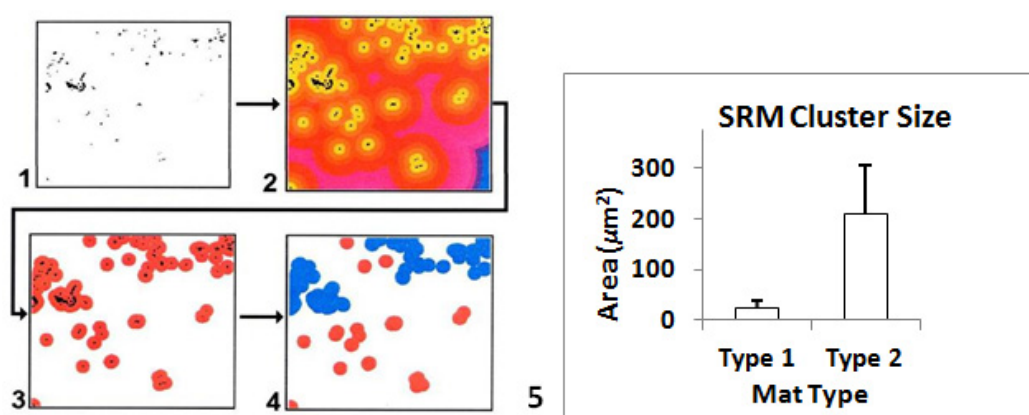 1
2
3
4
5
SRM Cluster Size
Area (μm²)
300
200
100
0
Type 1 Type 2
Mat Type